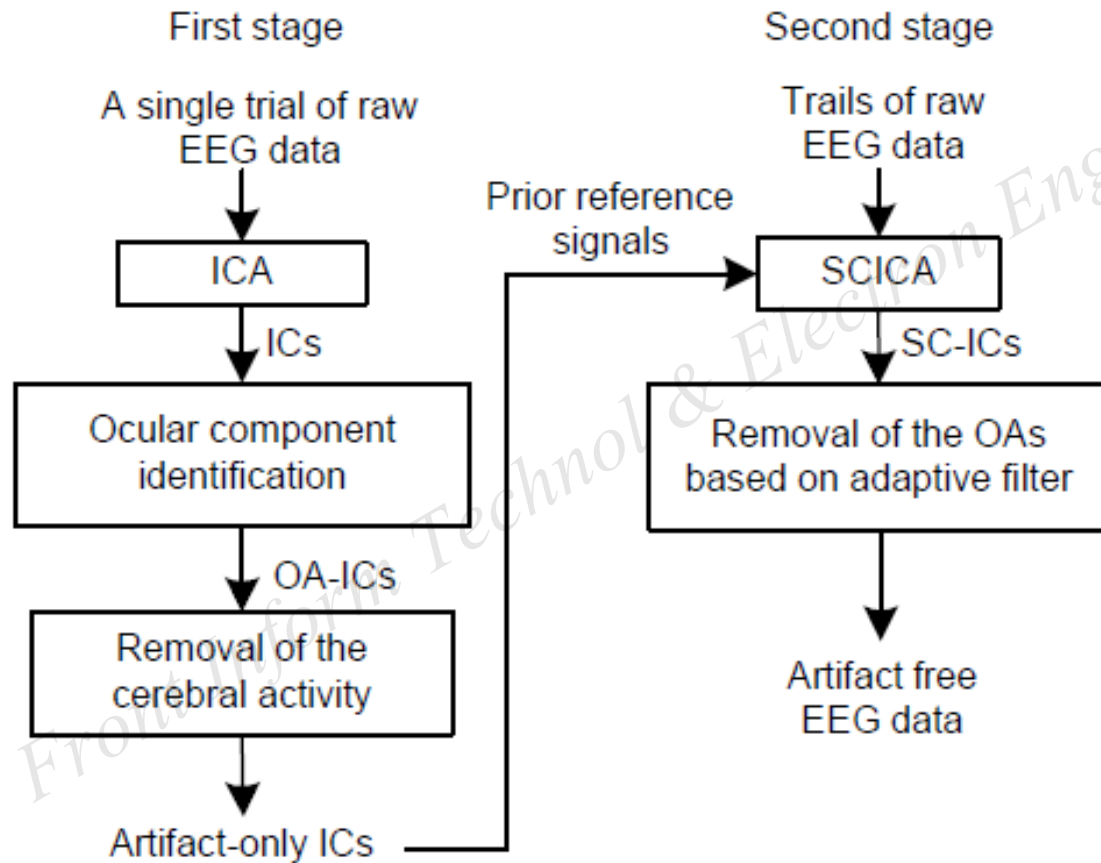 First stage
A single trial of raw
EEG data
ICA
ICs
Ocular component
identification
OA-ICs
Removal of the
cerebral activity
Artifact-only ICs
Prior reference
signals
Second stage
Trails of raw
EEG data
SCICA
SC-ICs
Removal of the OAs
based on adaptive filter
Artifact free
EEG data
Front Inform Technol & Electron Eng